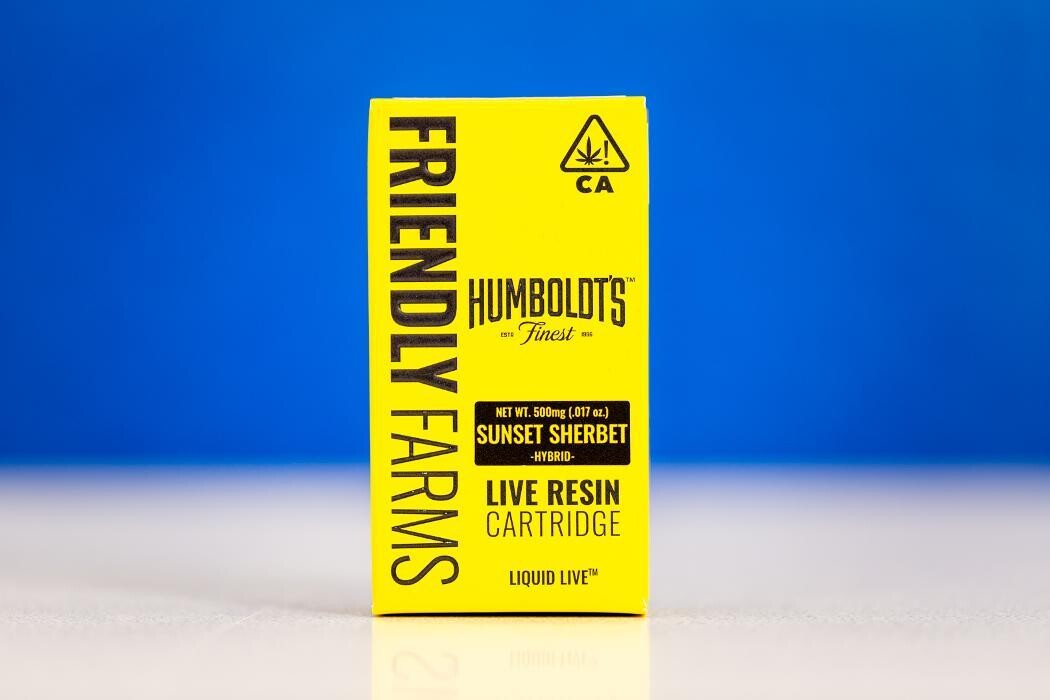 FRIENDLY FARMS
!
CA
HUMBOLDT'S™
ESTD Finest 1936
NET WT. 500mg (.017 oz.)
SUNSET SHERBET
-HYBRID-
LIVE RESIN
CARTRIDGE
LIQUID LIVE™